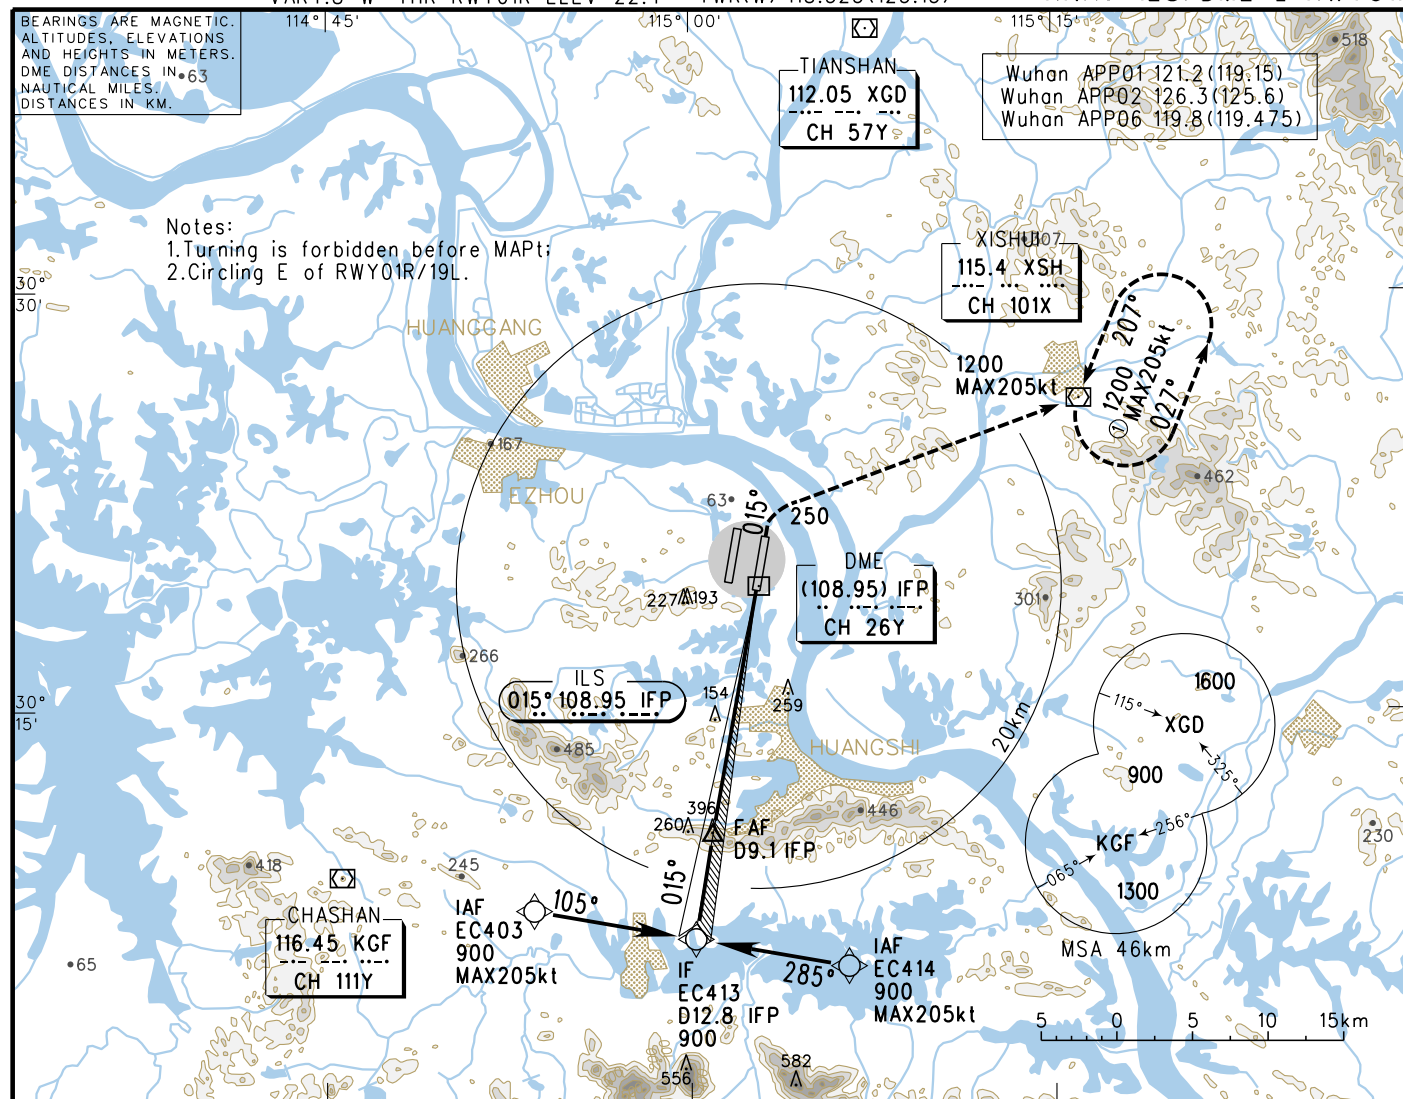 114°45'
115°00'
115°15'
BEARINGS ARE MAGNETIC.
ALTITUDES, ELEVATIONS
AND HEIGHTS IN METERS.
DME DISTANCES IN
NAUTICAL MILES.
DISTANCES IN KM.
63
518
TIANSHAN
112.05 XGD
CH 57Y
Wuhan APP01 121.2(119.15)
Wuhan APP02 126.3(125.6)
Wuhan APP06 119.8(119.475)
Notes:
1.Turning is forbidden before MAPt;
2.Circling E of RWY01R/19L.
XISHUI
115.4 XSH
CH 101X
30°
30'
HUANGGANG
1200
MAX205kt
207°
1200
① MAX205kt
027°
167
EZHOU
462
63
015°
250
DME
(108.95) IFP
CH 26Y
227
193
301
266
ILS
015° 108.95 IFP
154
259
30°
15'
485
HUANGSHI
20km
1600
115°
XGD
325°
900
396
260
446
FAF
D9.1 IFP
256°
KGF
065°
1300
MSA 46km
230
418
245
015°
CHASHAN
116.45 KGF
CH 111Y
65
IAF
EC403
900
MAX205kt
105°
285°
IAF
EC414
900
MAX205kt
IF
EC413
D12.8 IFP
900
556
582
5 0 5 10 15km